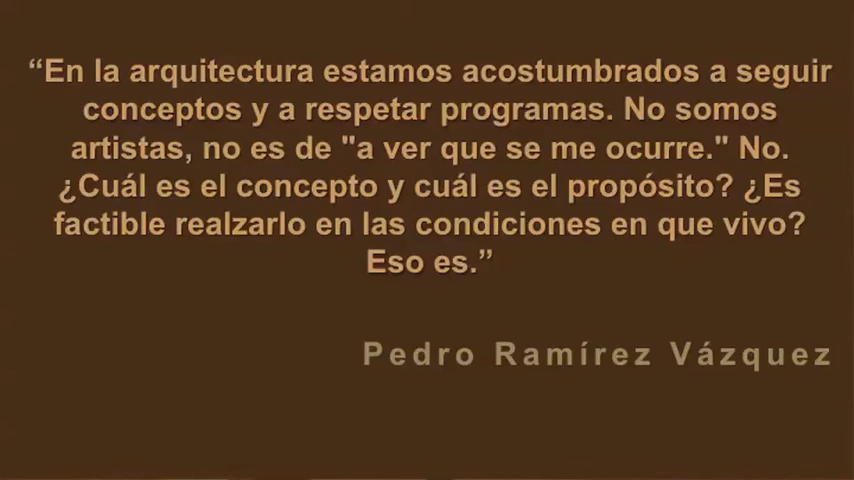 “En la arquitectura estamos acostumbrados a seguir
conceptos y a respetar programas. No somos
artistas, no es de "a ver que se me ocurre." No.
¿Cuál es el concepto y cuál es el propósito? ¿Es
factible realzarlo en las condiciones en que vivo?
Eso es.”
Pedro Ramírez Vázquez